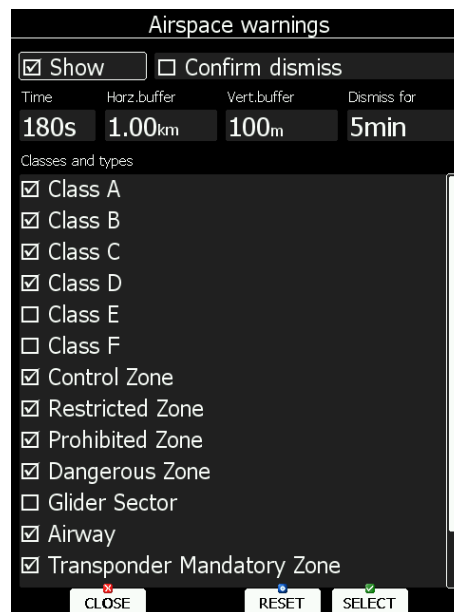 Airspace warnings
Show Confirm dismiss
Time Horz.buffer Vert.buffer Dismiss for
180s 1.00km 100m 5min
Classes and types
Class A
Class B
Class C
Class D
Class E
Class F
Control Zone
Restricted Zone
Prohibited Zone
Dangerous Zone
Glider Sector
Airway
Transponder Mandatory Zone
CLOSE RESET SELECT